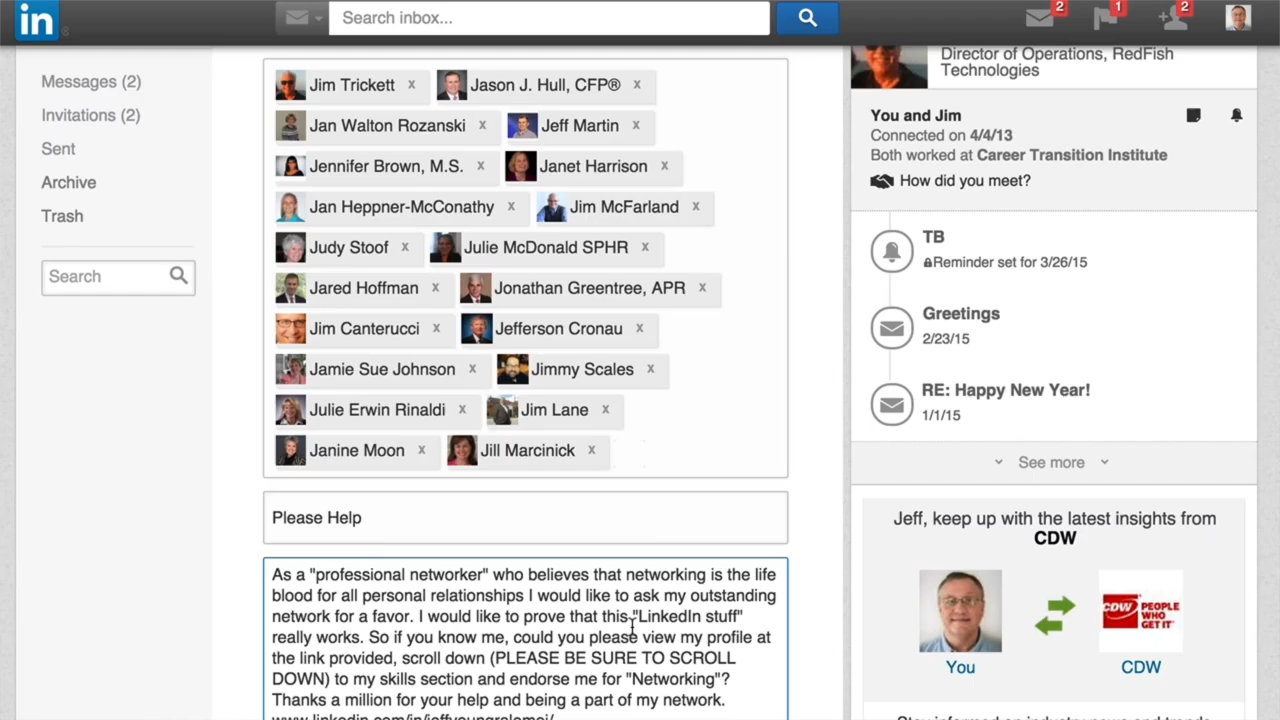 in
Search inbox...
2
1
2
Messages (2)
Invitations (2)
Sent
Archive
Trash
Search
Jim Trickett x
Jason J. Hull, CFP® x
Jan Walton Rozanski x
Jeff Martin x
Jennifer Brown, M.S. x
Janet Harrison x
Jan Heppner-McConathy x
Jim McFarland x
Judy Stoof x
Julie McDonald SPHR x
Jared Hoffman x
Jonathan Greentree, APR x
Jim Canterucci x
Jefferson Cronau x
Jamie Sue Johnson x
Jimmy Scales x
Julie Erwin Rinaldi x
Jim Lane x
Janine Moon x
Jill Marcinick x
Please Help
As a "professional networker" who believes that networking is the life
blood for all personal relationships I would like to ask my outstanding
network for a favor. I would like to prove that this "LinkedIn stuff"
really works. So if you know me, could you please view my profile at
the link provided, scroll down (PLEASE BE SURE TO SCROLL
DOWN) to my skills section and endorse me for "Networking"?
Thanks a million for your help and being a part of my network.
Director of Operations, RedFish
Technologies
You and Jim
Connected on 4/4/13
Both worked at Career Transition Institute
How did you meet?
TB
Reminder set for 3/26/15
Greetings
2/23/15
RE: Happy New Year!
1/1/15
See more
Jeff, keep up with the latest insights from
CDW
CDW PEOPLE
WHO
GET IT
You
CDW
Stay informed on industry news and trends